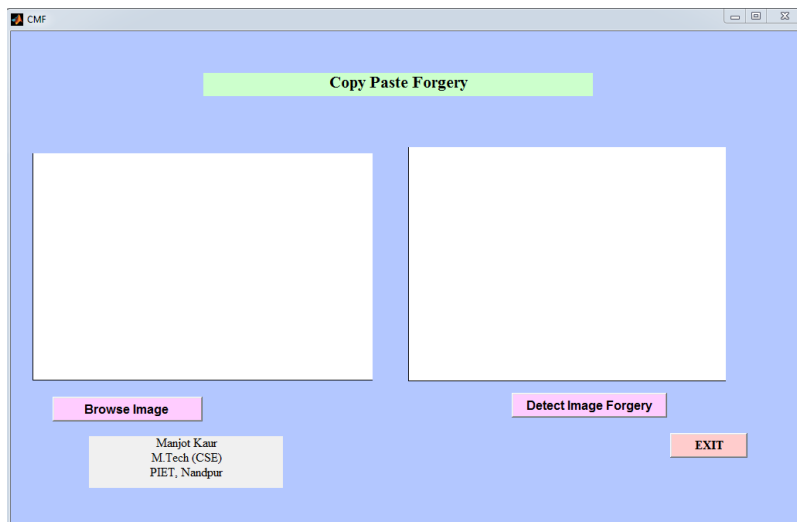 CMF
Copy Paste Forgery
Browse Image
Detect Image Forgery
Manjot Kaur
M.Tech (CSE)
PIET, Nandpur
EXIT